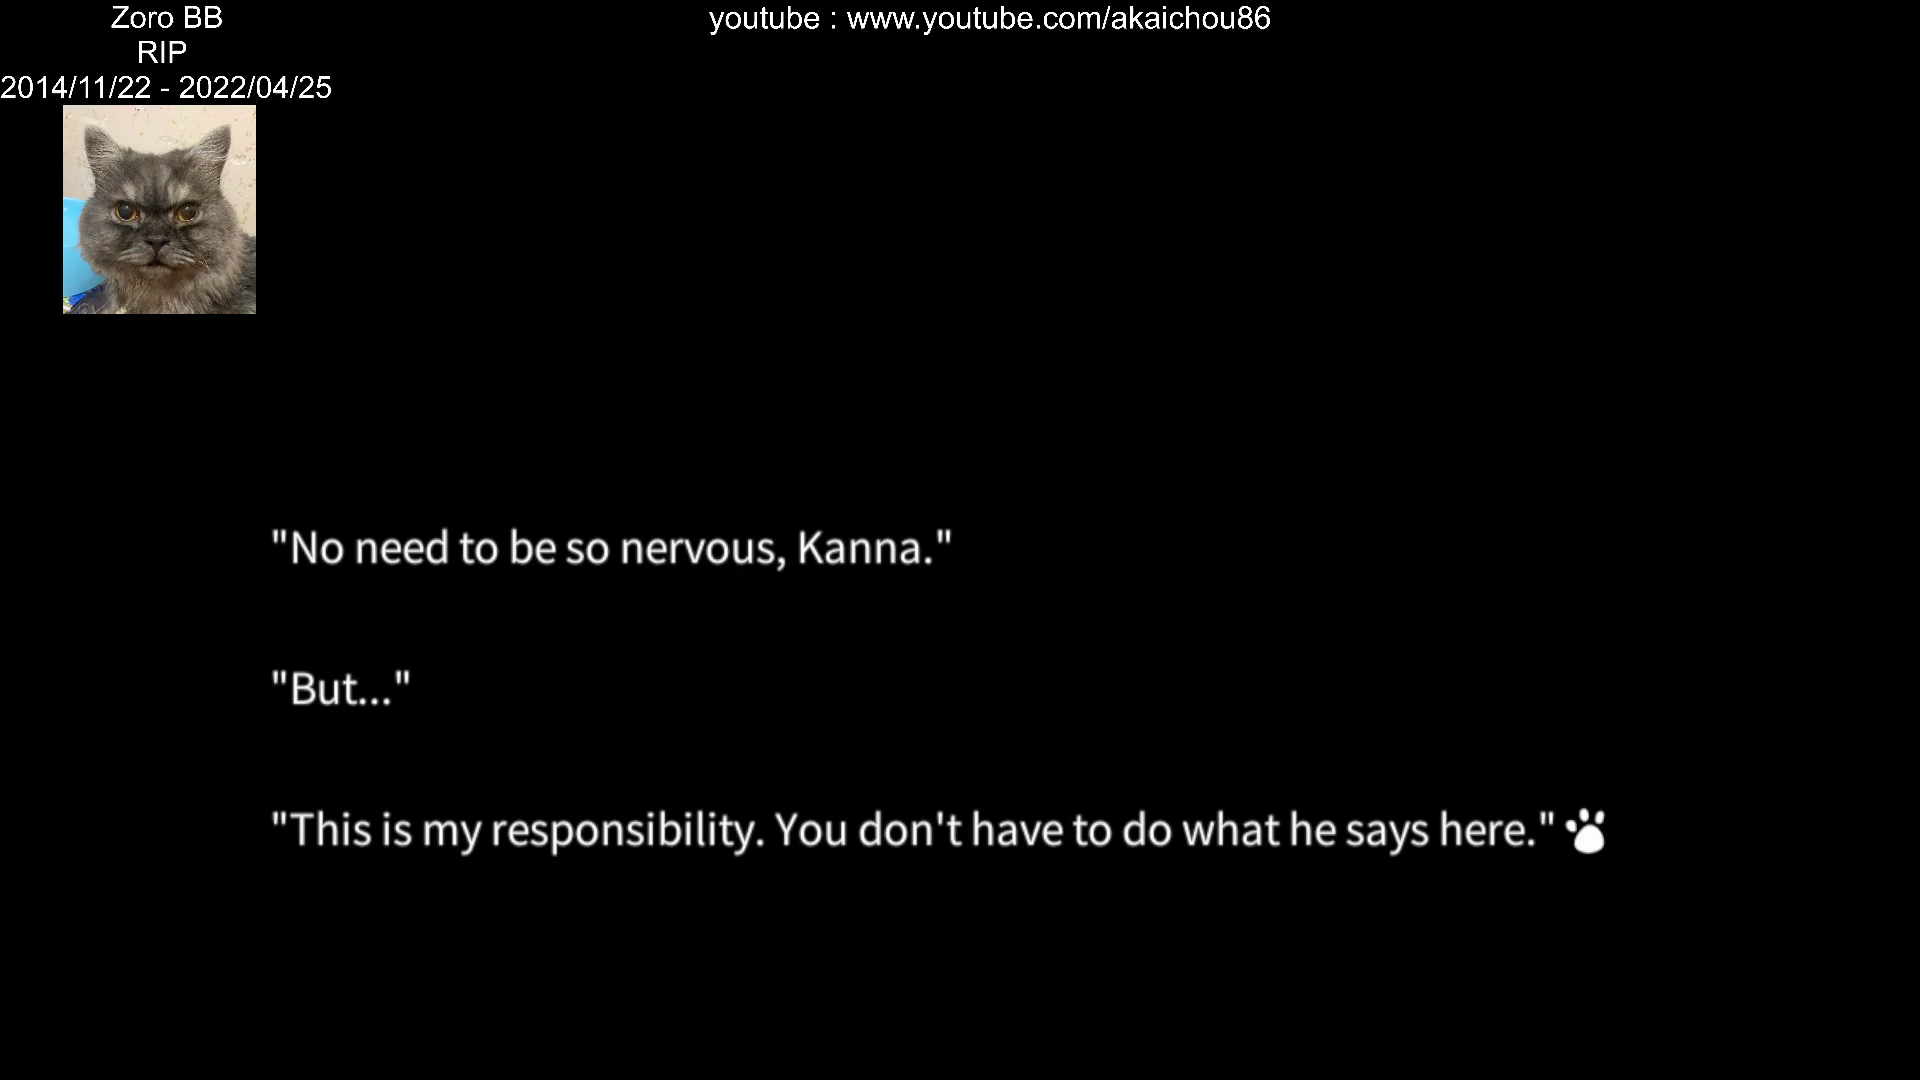 Zoro BB
RIP
2014/11/22 - 2022/04/25
youtube : www.youtube.com/akaichou86
"No need to be so nervous, Kanna."
"But..."
"This is my responsibility. You don't have to do what he says here."